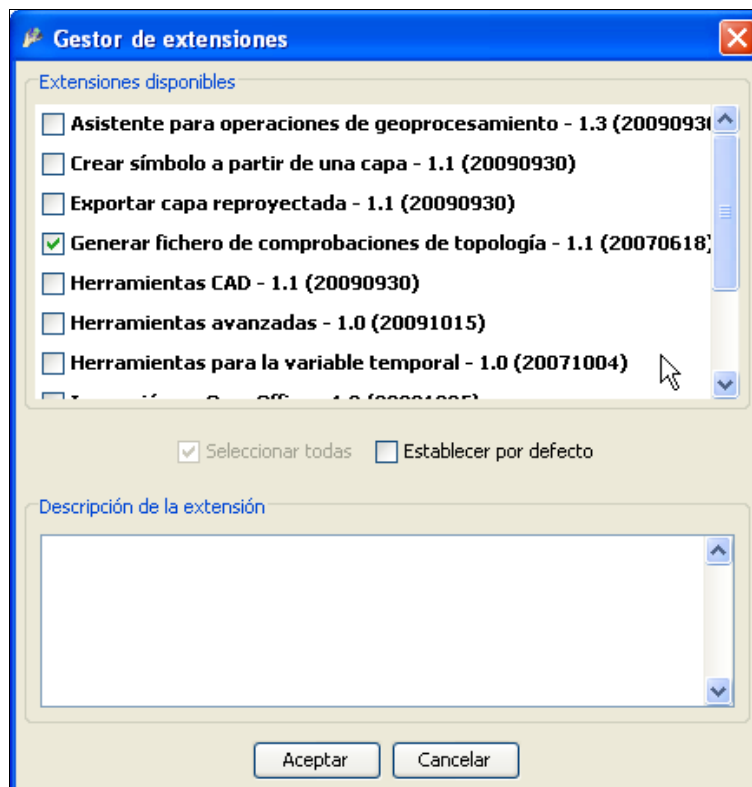 Gestor de extensiones
Extensiones disponibles
Asistente para operaciones de geoprocesamiento - 1.3 (2009093
Crear símbolo a partir de una capa - 1.1 (20090930)
Exportar capa reproyectada - 1.1 (20090930)
Generar fichero de comprobaciones de topología - 1.1 (20070618)
Herramientas CAD - 1.1 (20090930)
Herramientas avanzadas - 1.0 (20091015)
Herramientas para la variable temporal - 1.0 (20071004)
Seleccionar todas Establecer por defecto
Descripción de la extensión
Aceptar Cancelar